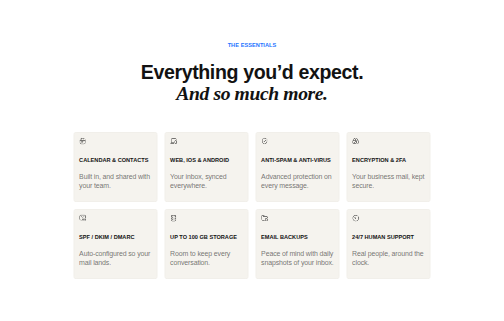 THE ESSENTIALS
Everything you’d expect.
And so much more.
CALENDAR & CONTACTS
Built in, and shared with
your team.
WEB, IOS & ANDROID
Your inbox, synced
everywhere.
ANTI-SPAM & ANTI-VIRUS
Advanced protection on
every message.
ENCRYPTION & 2FA
Your business mail, kept
secure.
SPF / DKIM / DMARC
Auto-configured so your
mail lands.
UP TO 100 GB STORAGE
Room to keep every
conversation.
EMAIL BACKUPS
Peace of mind with daily
snapshots of your inbox.
24/7 HUMAN SUPPORT
Real people, around the
clock.